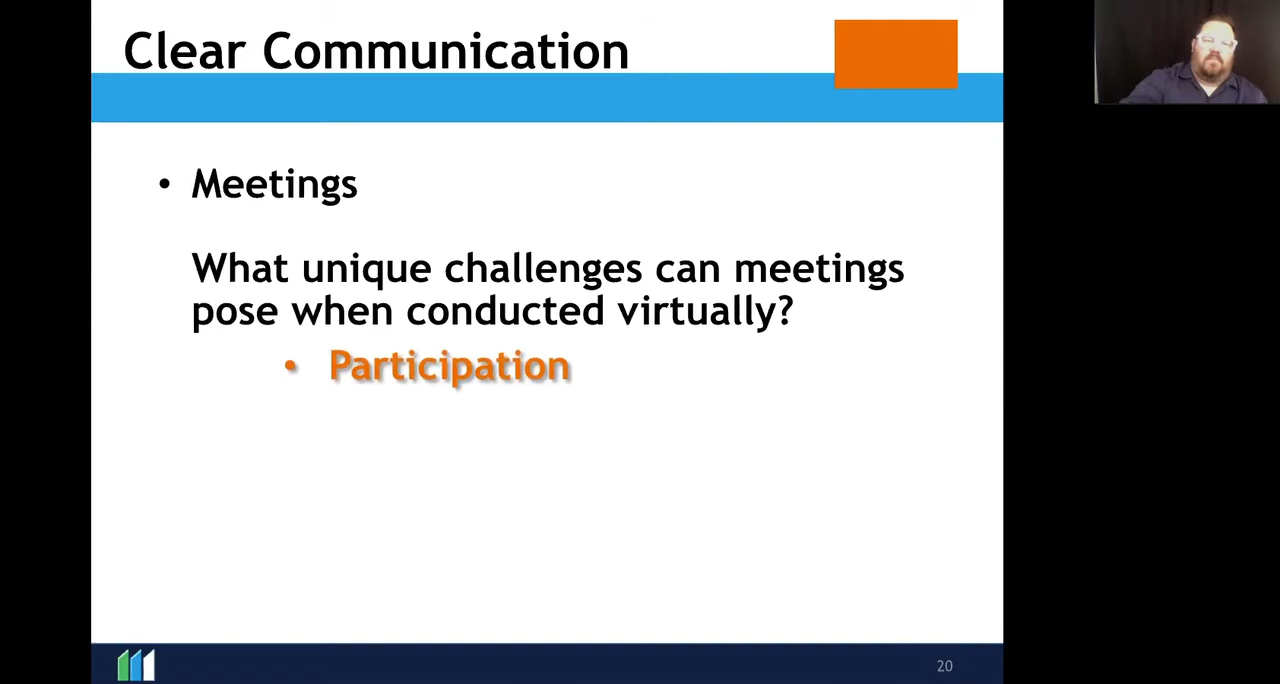 Clear Communication
• Meetings
What unique challenges can meetings
pose when conducted virtually?
• Participation
20